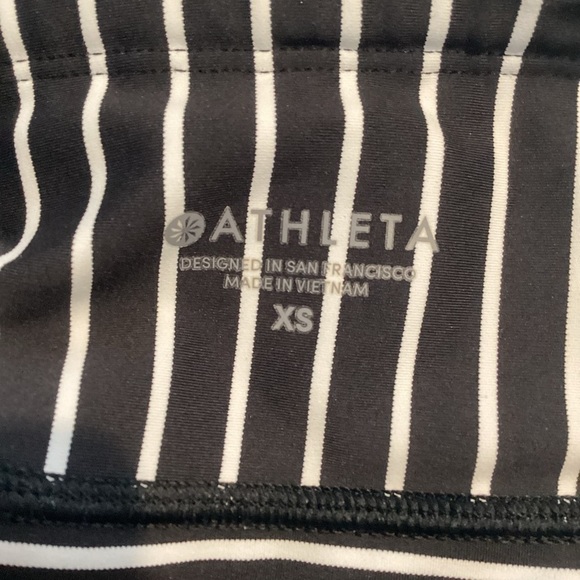 ATHLETA
DESIGNED IN SAN FRANCISCO
MADE IN VIETNAM
XS